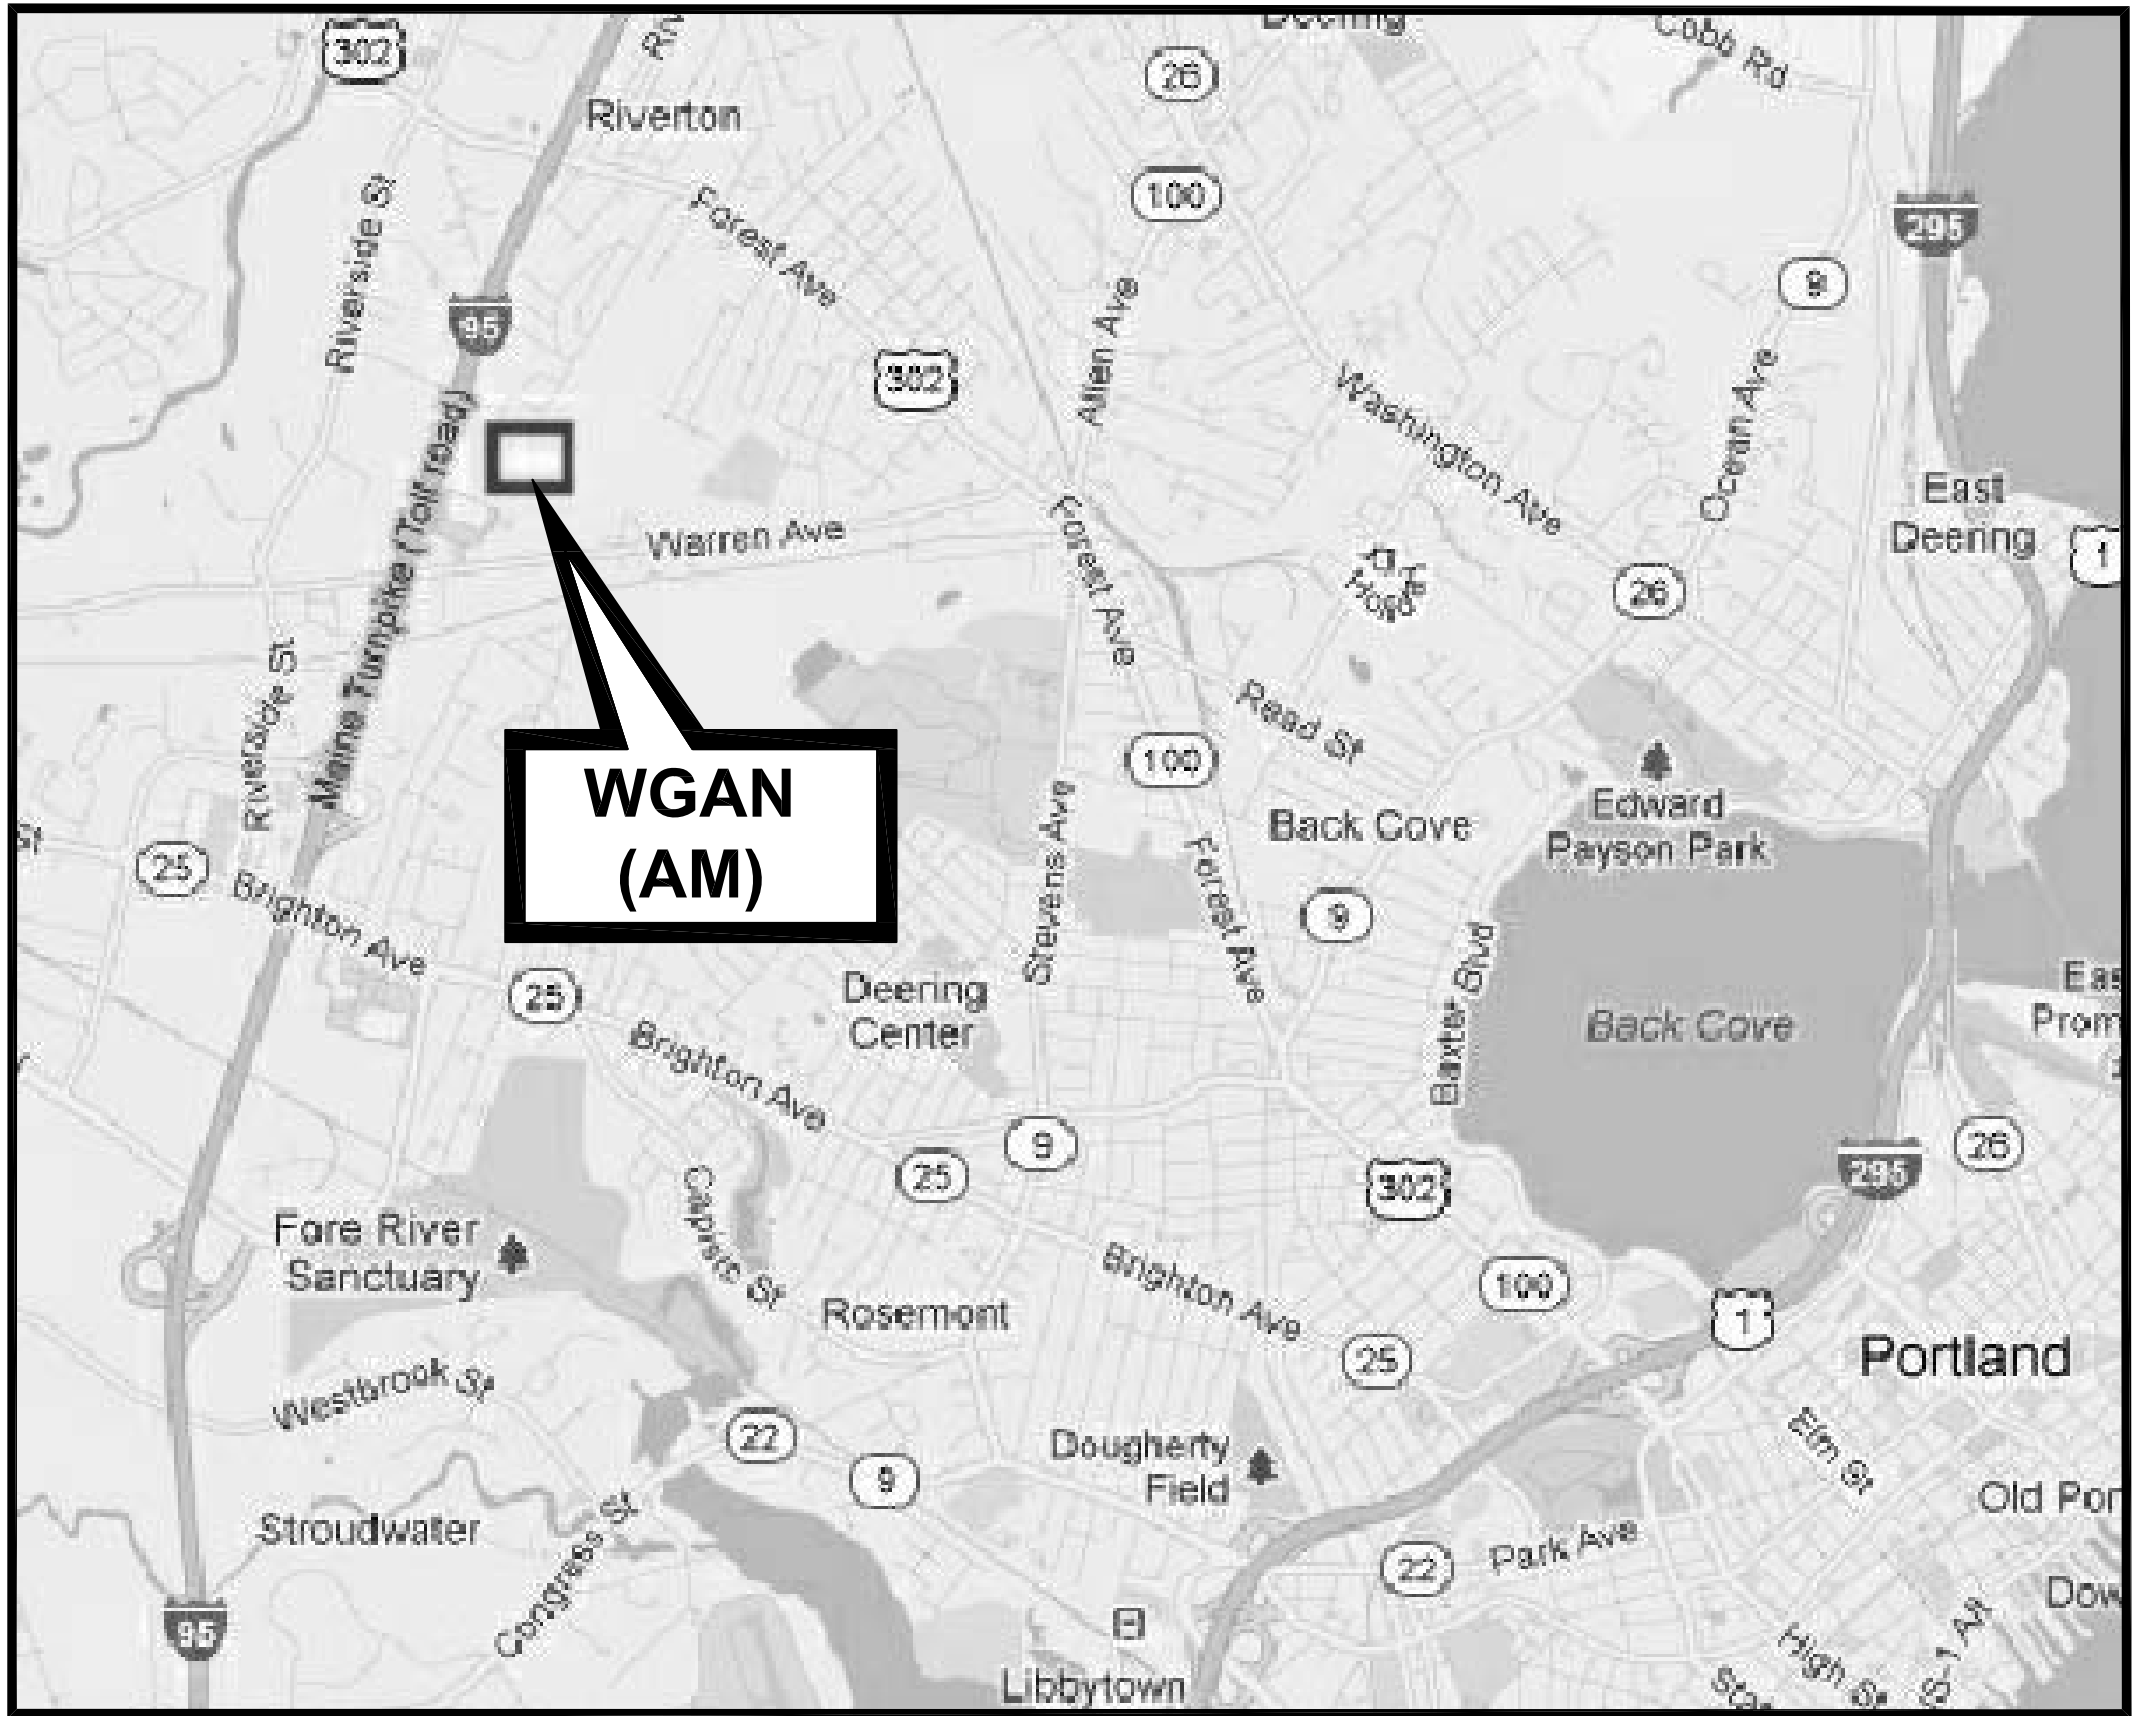 302
26
Cobb Rd
Riverton
100
295
Riverside St
Forest Ave
9
95
Allen Ave
302
Washington Ave
Ocean Ave
East
Deering
1
Maine Turnpike (Toll road)
Warren Ave
Forest Ave
26
Riverside St
Read St
100
WGAN
(AM)
Edward
Payson Park
Back Cove
25
Brighton Ave
Stevens Ave
Forest Ave
9
Baxter Blvd
25
Deering
Center
Back Cove
Brighton Ave
9
25
302
295
26
Capisic St
Fore River
Sanctuary
Rosemont
Brighton Ave
100
1
25
Portland
Westbrook St
22
9
Dougherty
Field
Elm St
Old Por
Stroudwater
Congress St
22
Park Ave
Dow
95
High St
Libbytown